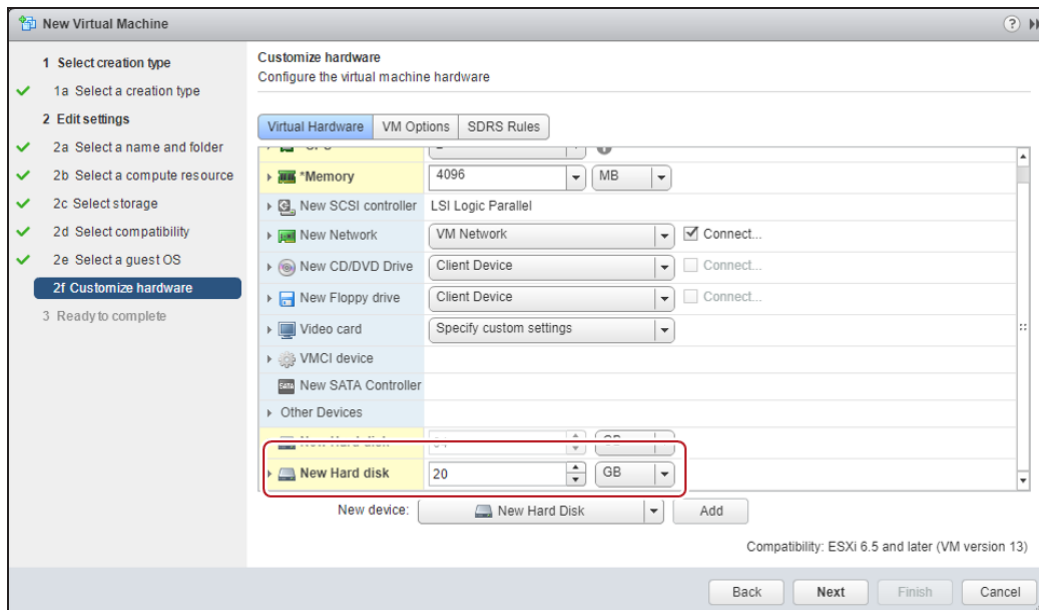 New Virtual Machine
?
1 Select creation type
1a Select a creation type
2 Edit settings
2a Select a name and folder
2b Select a compute resource
2c Select storage
2d Select compatibility
2e Select a guest OS
2f Customize hardware
3 Ready to complete
Customize hardware
Configure the virtual machine hardware
Virtual Hardware VM Options SDRS Rules
*Memory 4096 MB
New SCSI controller LSI Logic Parallel
New Network VM Network Connect...
New CD/DVD Drive Client Device Connect...
New Floppy drive Client Device Connect...
Video card Specify custom settings
VMCI device
SATA New SATA Controller
Other Devices
New Hard disk 20 GB
New device: New Hard Disk Add
Compatibility: ESXi 6.5 and later (VM version 13)
Back Next Finish Cancel